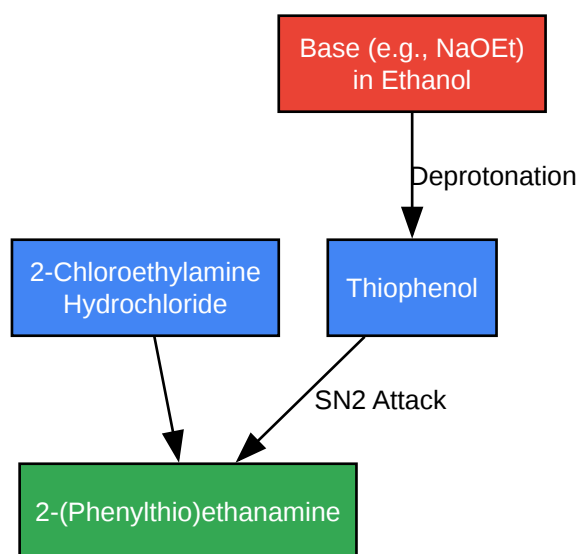 Base (e.g., NaOEt)
in Ethanol
Deprotonation
2-Chloroethylamine
Hydrochloride
Thiophenol
SN2 Attack
2-(Phenylthio)ethanamine